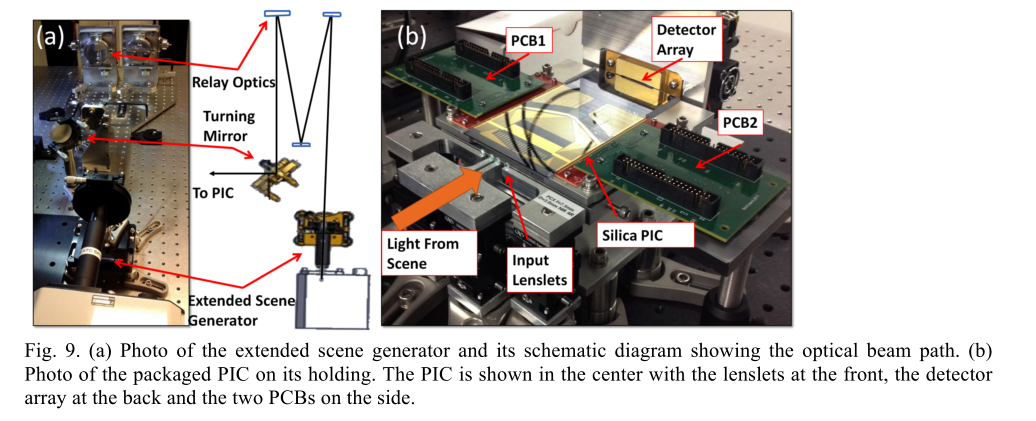 (a)
Relay Optics
Turning
Mirror
To PIC
Extended Scene
Generator
(b)
PCB1
Detector
Array
PCB2
Light From
Scene
Input
Lenslets
Silica PIC
Fig. 9. (a) Photo of the extended scene generator and its schematic diagram showing the optical beam path. (b)
Photo of the packaged PIC on its holding. The PIC is shown in the center with the lenslets at the front, the detector
array at the back and the two PCBs on the side.